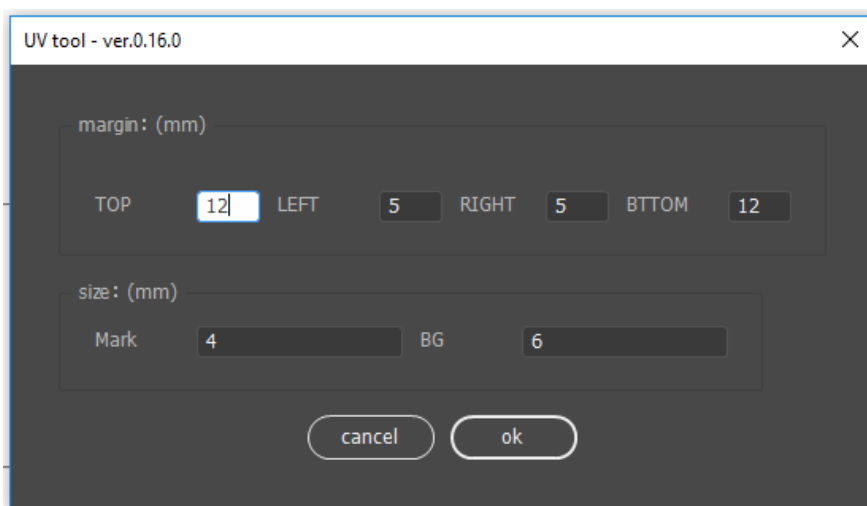 UV tool - ver.0.16.0
margin: (mm)
TOP 12 LEFT 5 RIGHT 5 BTTOM 12
size: (mm)
Mark 4 BG 6
cancel ok